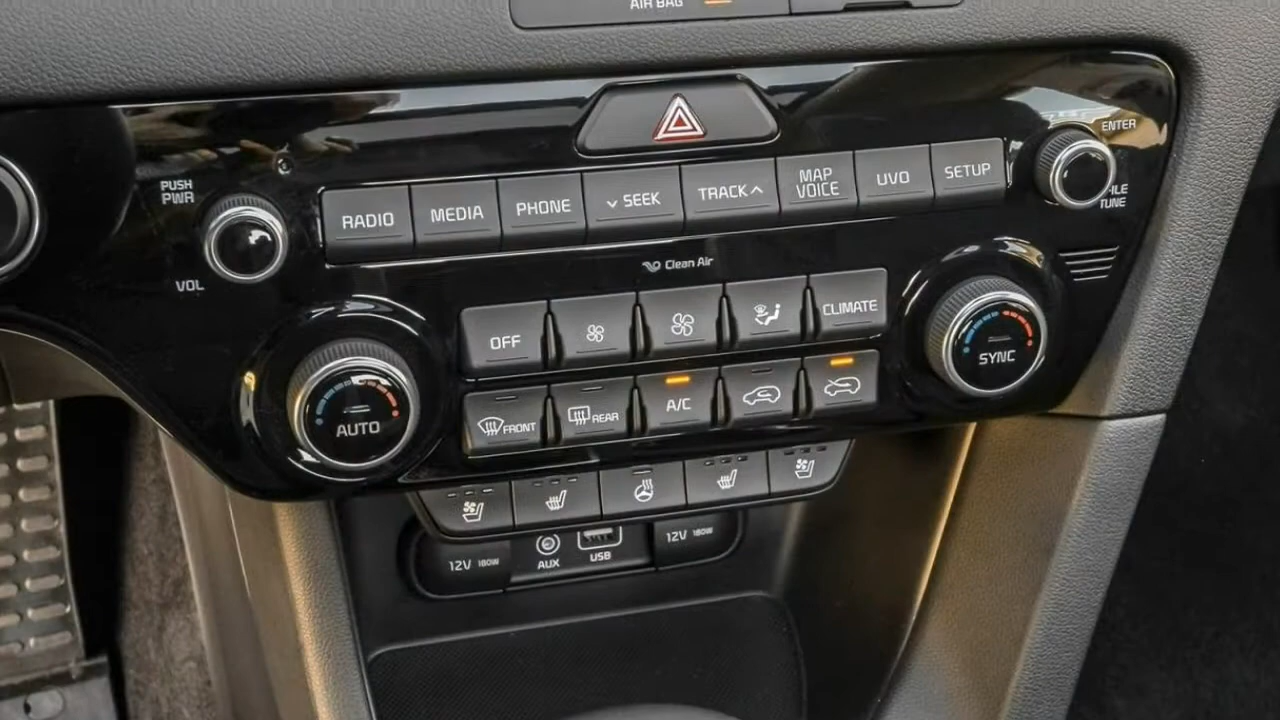 AIR BAG
ENTER
PUSH
PWR
RADIO
MEDIA
PHONE
SEEK
TRACK
MAP
VOICE
UVO
SETUP
FILE
TUNE
VOL
Clean Air
OFF
CLIMATE
SYNC
AUTO
FRONT
REAR
A/C
12V 180W
AUX
USB
12V 180W